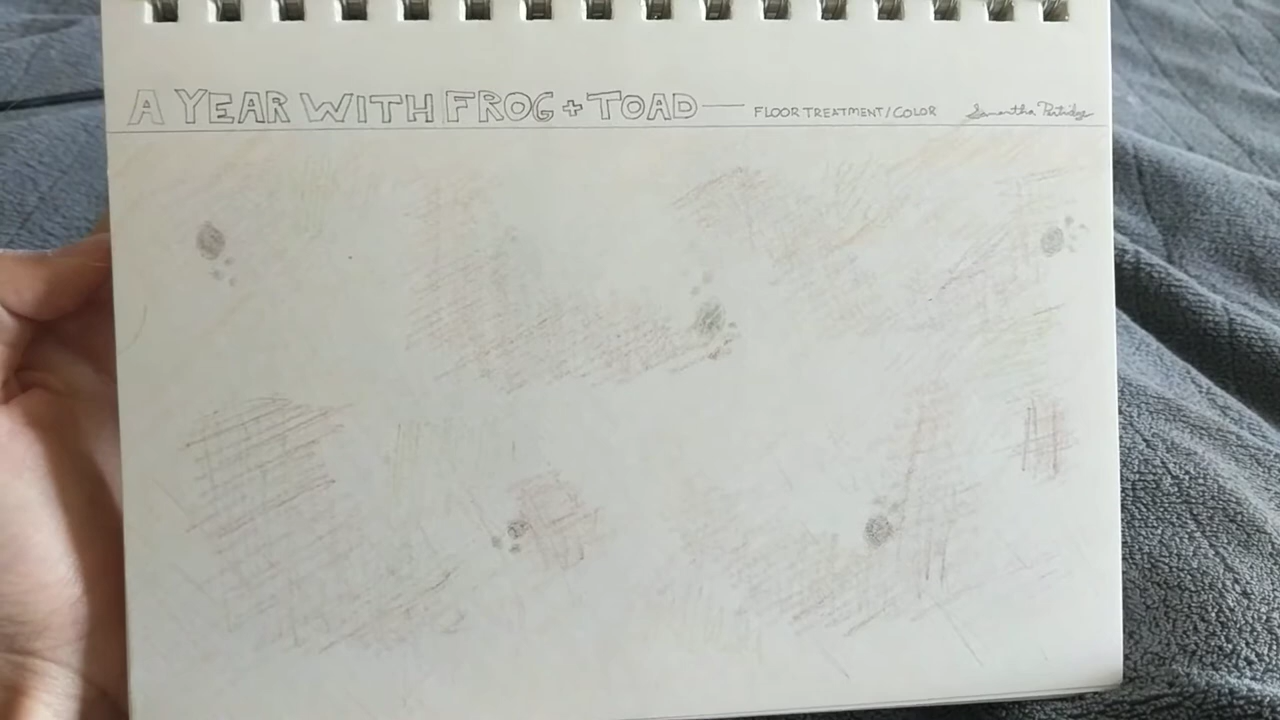 A YEAR WITH FROG + TOAD — FLOOR TREATMENT/COLOR Samantha Partridge